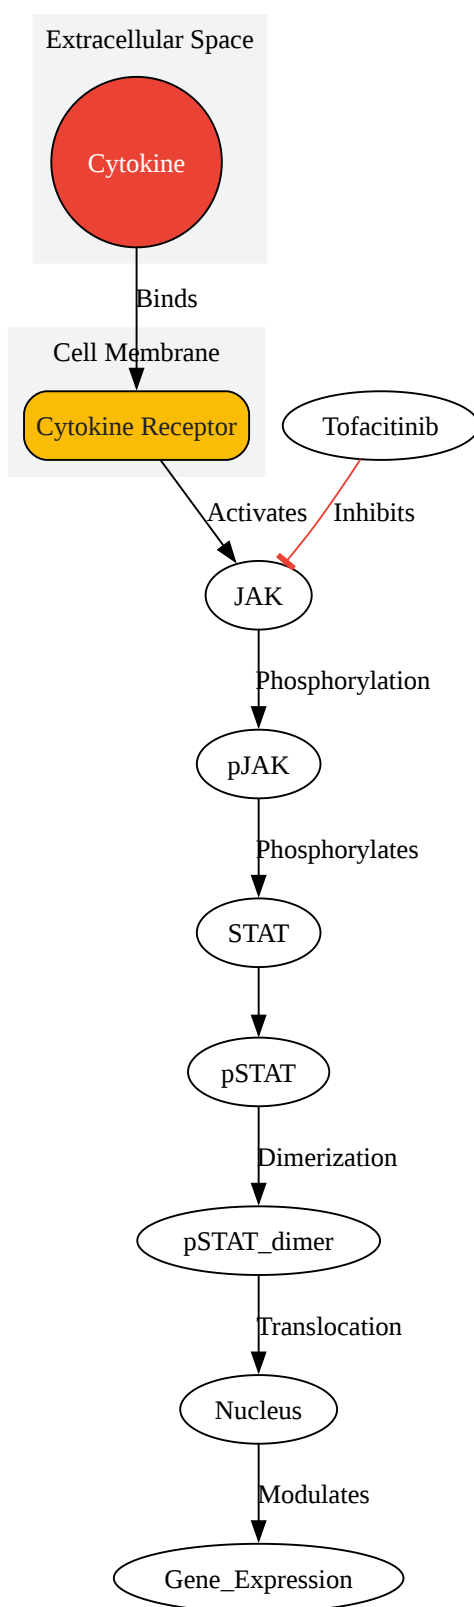 Extracellular Space
Cytokine
Binds
Cell Membrane
Cytokine Receptor
Tofacitinib
Activates
Inhibits
JAK
Phosphorylation
pJAK
Phosphorylates
STAT
pSTAT
Dimerization
pSTAT_dimer
Translocation
Nucleus
Modulates
Gene_Expression